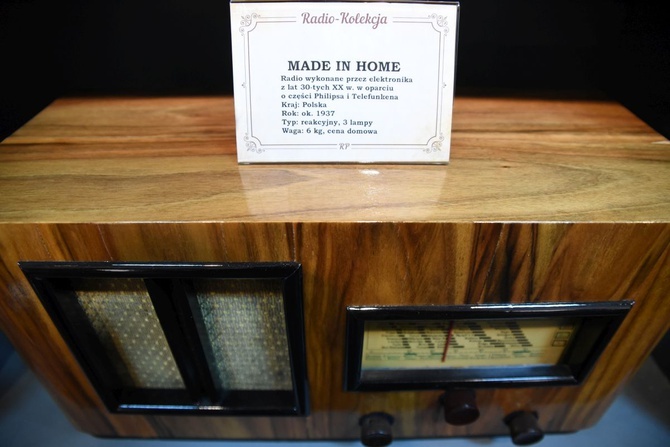 Radio-Kolekcja
MADE IN HOME
Radio wykonane przez elektronika
z lat 30-tych XX w. w oparciu
o części Philipsa i Telefunkena
Kraj: Polska
Rok: ok. 1937
Typ: reakcyjny, 3 lampy
Waga: 6 kg, cena domowa
KP